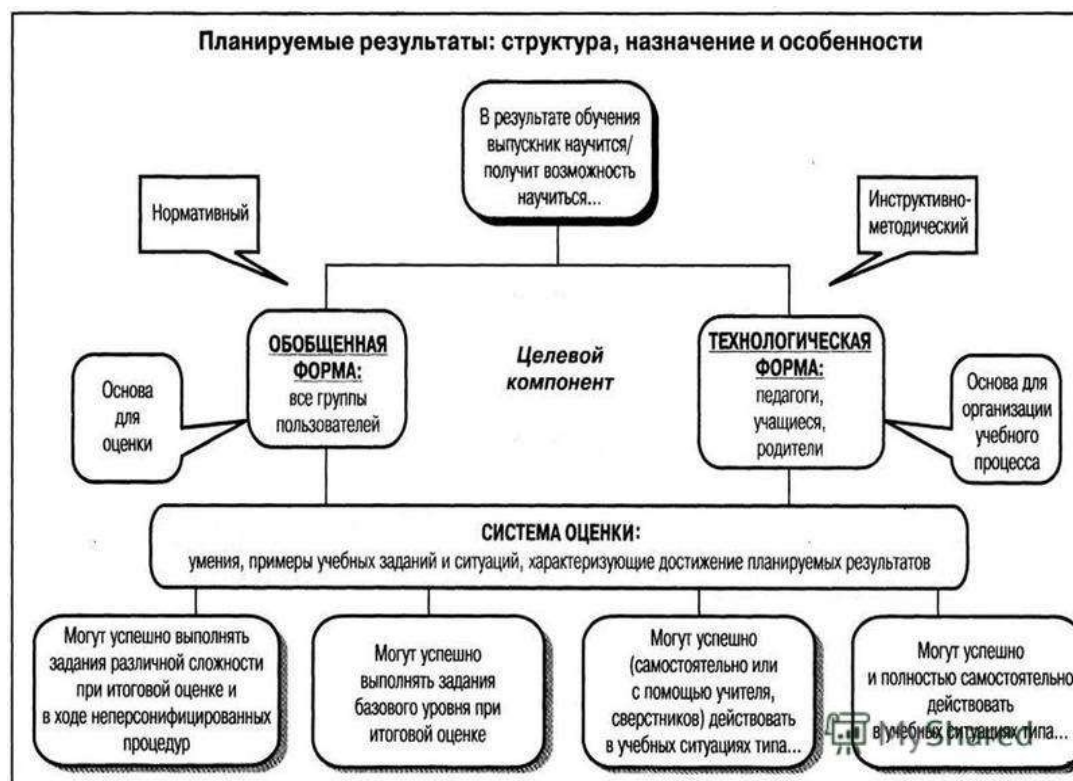 Планируемые результаты: структура, назначение и особенности
В результате обучения
выпускник научится/
получит возможность
научиться...
Нормативный
Инструктивно-
методический
ОБОБЩЕННАЯ
ФОРМА:
все группы
пользователей
Целевой
компонент
ТЕХНОЛОГИЧЕСКАЯ
ФОРМА:
педагоги,
учащиеся,
родители
Основа
для
оценки
Основа для
организации
учебного
процесса
СИСТЕМА ОЦЕНКИ:
умения, примеры учебных заданий и ситуаций, характеризующие достижение планируемых результатов
Могут успешно выполнять
задания различной сложности
при итоговой оценке и
в ходе неперсонифицированных
процедур
Могут успешно
выполнять задания
базового уровня при
итоговой оценке
Могут успешно
(самостоятельно или
с помощью учителя,
сверстников) действовать
в учебных ситуациях типа...
Могут успешно
и полностью самостоятельно
действовать
в учебных ситуациях типа...
MyShared